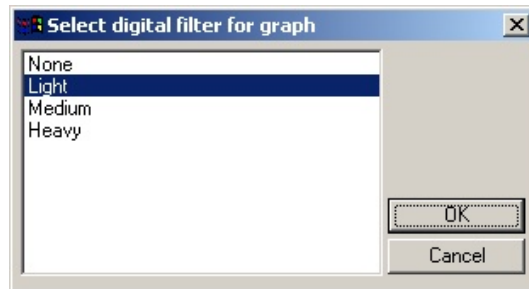 Select digital filter for graph
None
Light
Medium
Heavy
OK
Cancel